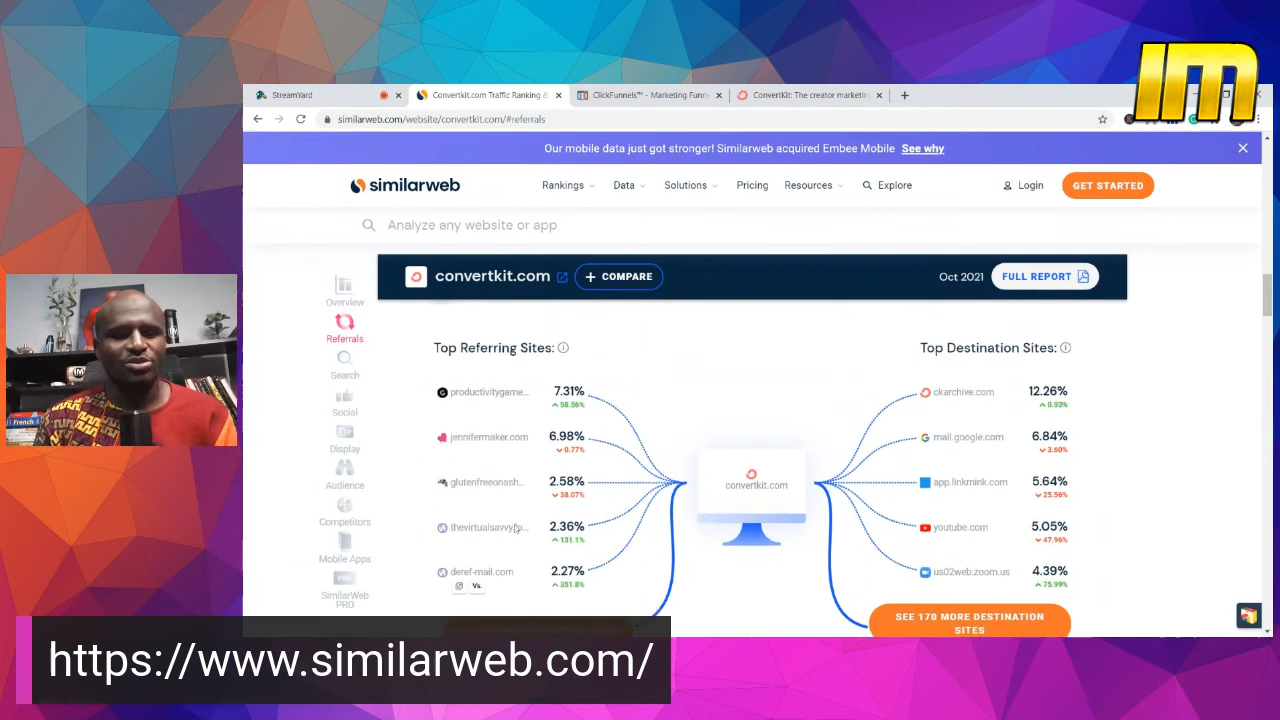 IM
StreamYard
Convertkit.com Traffic Ranking &
ClickFunnels™ - Marketing Funn
ConvertKit: The creator marketin
similarweb.com/website/convertkit.com/#referrals
Our mobile data just got stronger! Similarweb acquired Embee Mobile See why
similarweb
Rankings
Data
Solutions
Pricing
Resources
Explore
Login
GET STARTED
Analyze any website or app
convertkit.com
+ COMPARE
Oct 2021
FULL REPORT
Overview
Referrals
Search
Social
Display
Audience
Competitors
Mobile Apps
PRO
SimilarWeb
PRO
Top Referring Sites:
productivitygame... 7.31%
58.56%
jennifermaker.com 6.98%
0.77%
glutenfreeonash... 2.58%
38.07%
thevirtualsavvy.co... 2.36%
131.1%
deref-mail.com 2.27%
351.8%
Vs.
convertkit.com
Top Destination Sites:
ckarchive.com 12.26%
0.93%
mail.google.com 6.84%
3.60%
app.linkmink.com 5.64%
25.56%
youtube.com 5.05%
47.96%
us02web.zoom.us 4.39%
75.99%
SEE 170 MORE DESTINATION
SITES
IM
French
https://www.similarweb.com/